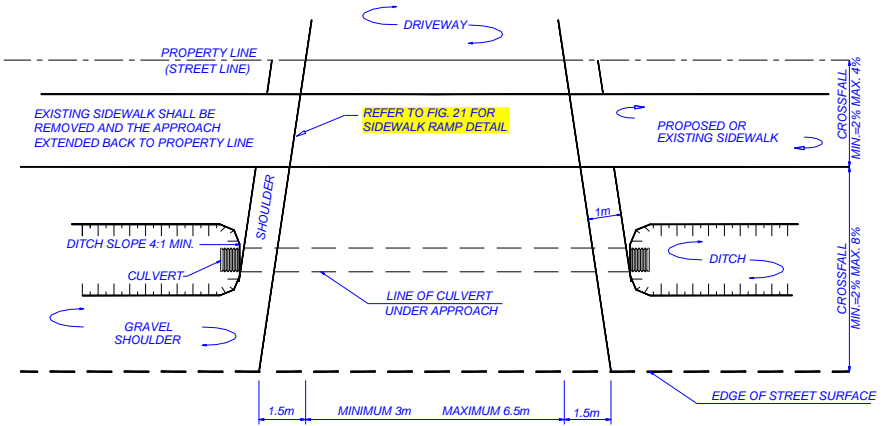 DRIVEWAY
PROPERTY LINE
(STREET LINE)
EXISTING SIDEWALK SHALL BE
REMOVED AND THE APPROACH
EXTENDED BACK TO PROPERTY LINE
REFER TO FIG. 21 FOR
SIDEWALK RAMP DETAIL
PROPOSED OR
EXISTING SIDEWALK
CROSSFALL
MIN.=2% MAX. 4%
SHOULDER
1m
DITCH SLOPE 4:1 MIN.
CULVERT
DITCH
LINE OF CULVERT
UNDER APPROACH
GRAVEL
SHOULDER
CROSSFALL
MIN.=2% MAX. 8%
EDGE OF STREET SURFACE
1.5m MINIMUM 3m MAXIMUM 6.5m 1.5m